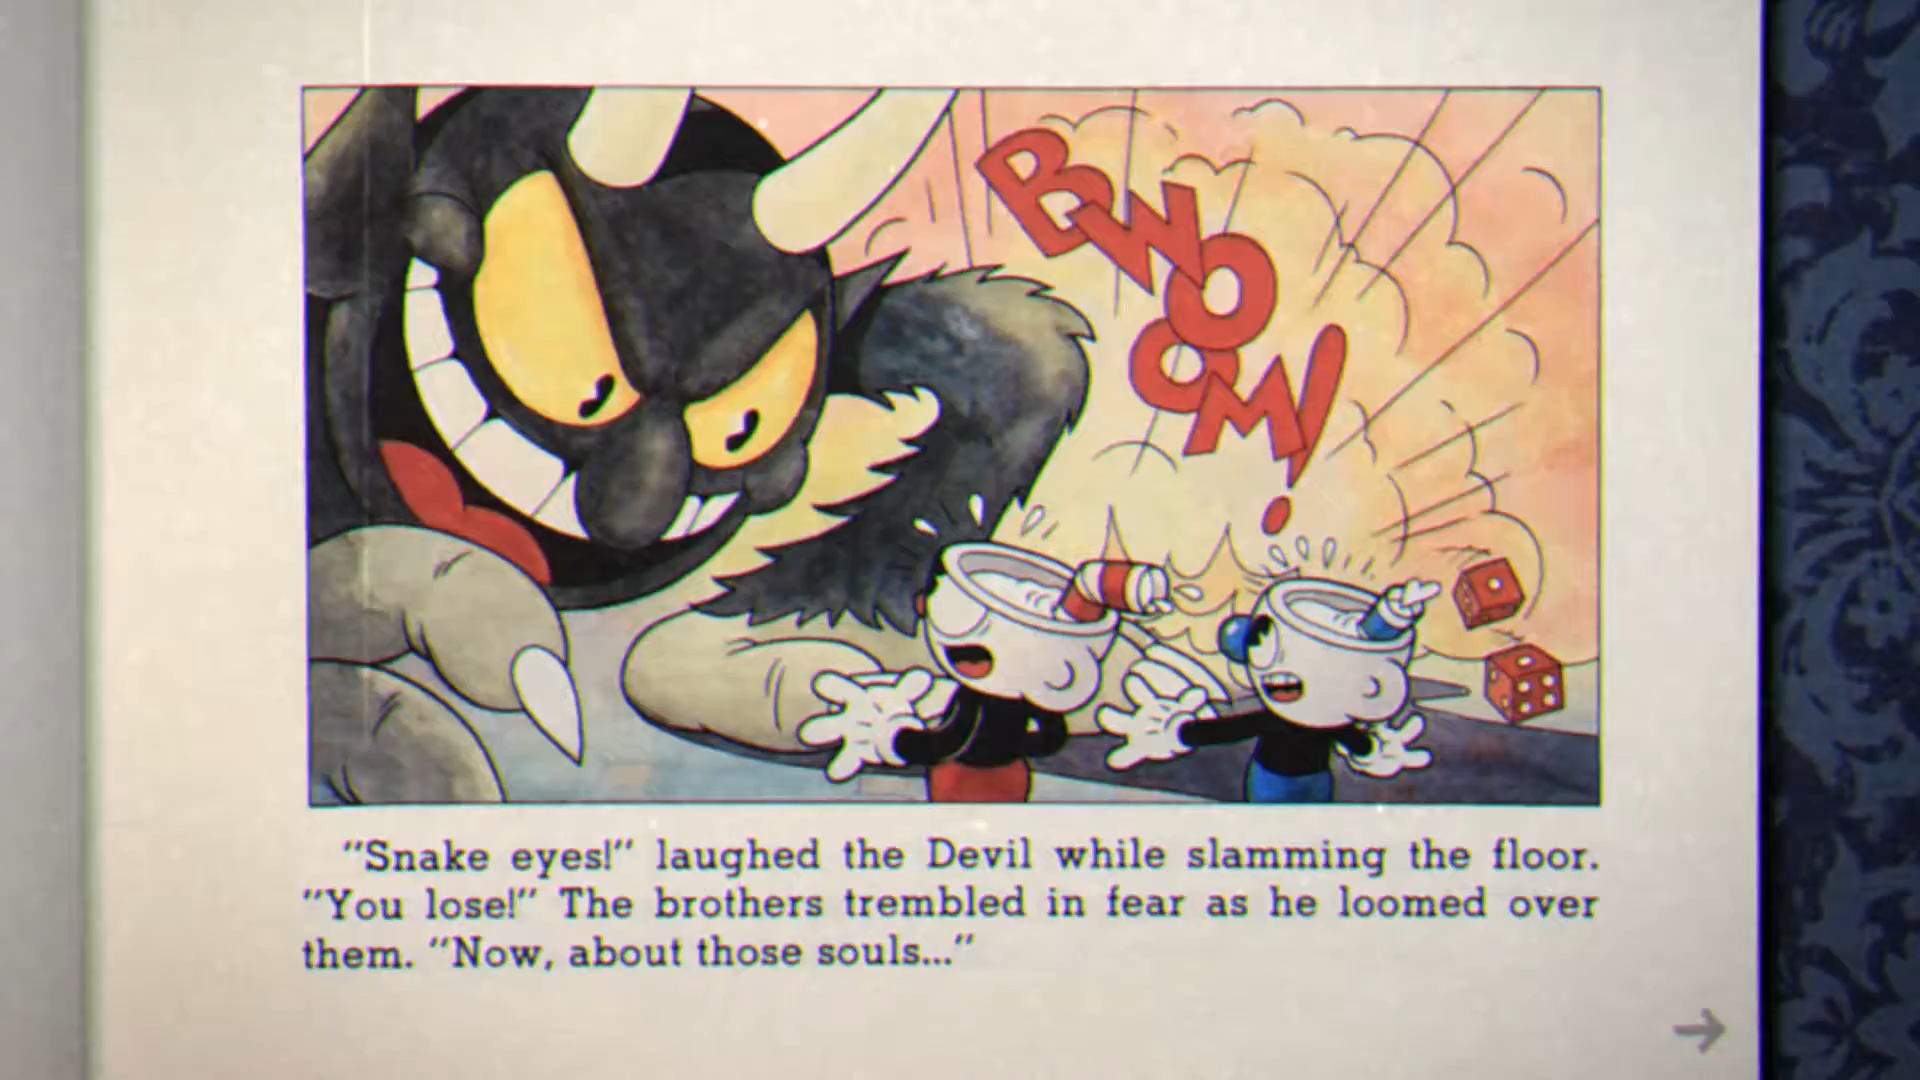 BWOOM!
“Snake eyes!” laughed the Devil while slamming the floor.
“You lose!” The brothers trembled in fear as he loomed over
them. “Now, about those souls...”